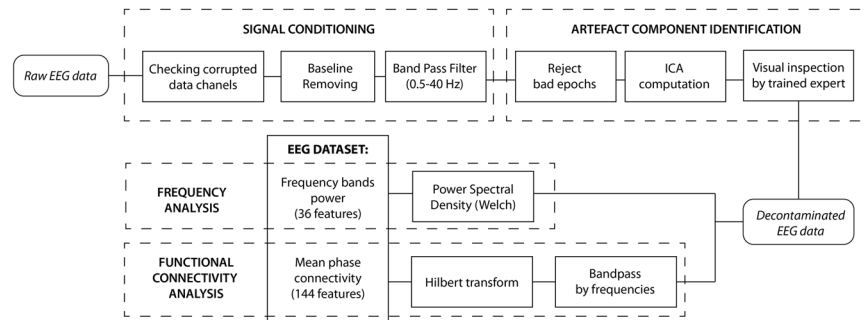 SIGNAL CONDITIONING
ARTEFACT COMPONENT IDENTIFICATION
Raw EEG data
Checking corrupted
data chanels
Baseline
Removing
Band Pass Filter
(0.5-40 Hz)
Reject
bad epochs
ICA
computation
Visual inspection
by trained expert
EEG DATASET:
FREQUENCY
ANALYSIS
Frequency bands
power
(36 features)
Power Spectral
Density (Welch)
Decontaminated
EEG data
FUNCTIONAL
CONNECTIVITY
ANALYSIS
Mean phase
connectivity
(144 features)
Hilbert transform
Bandpass
by frequencies